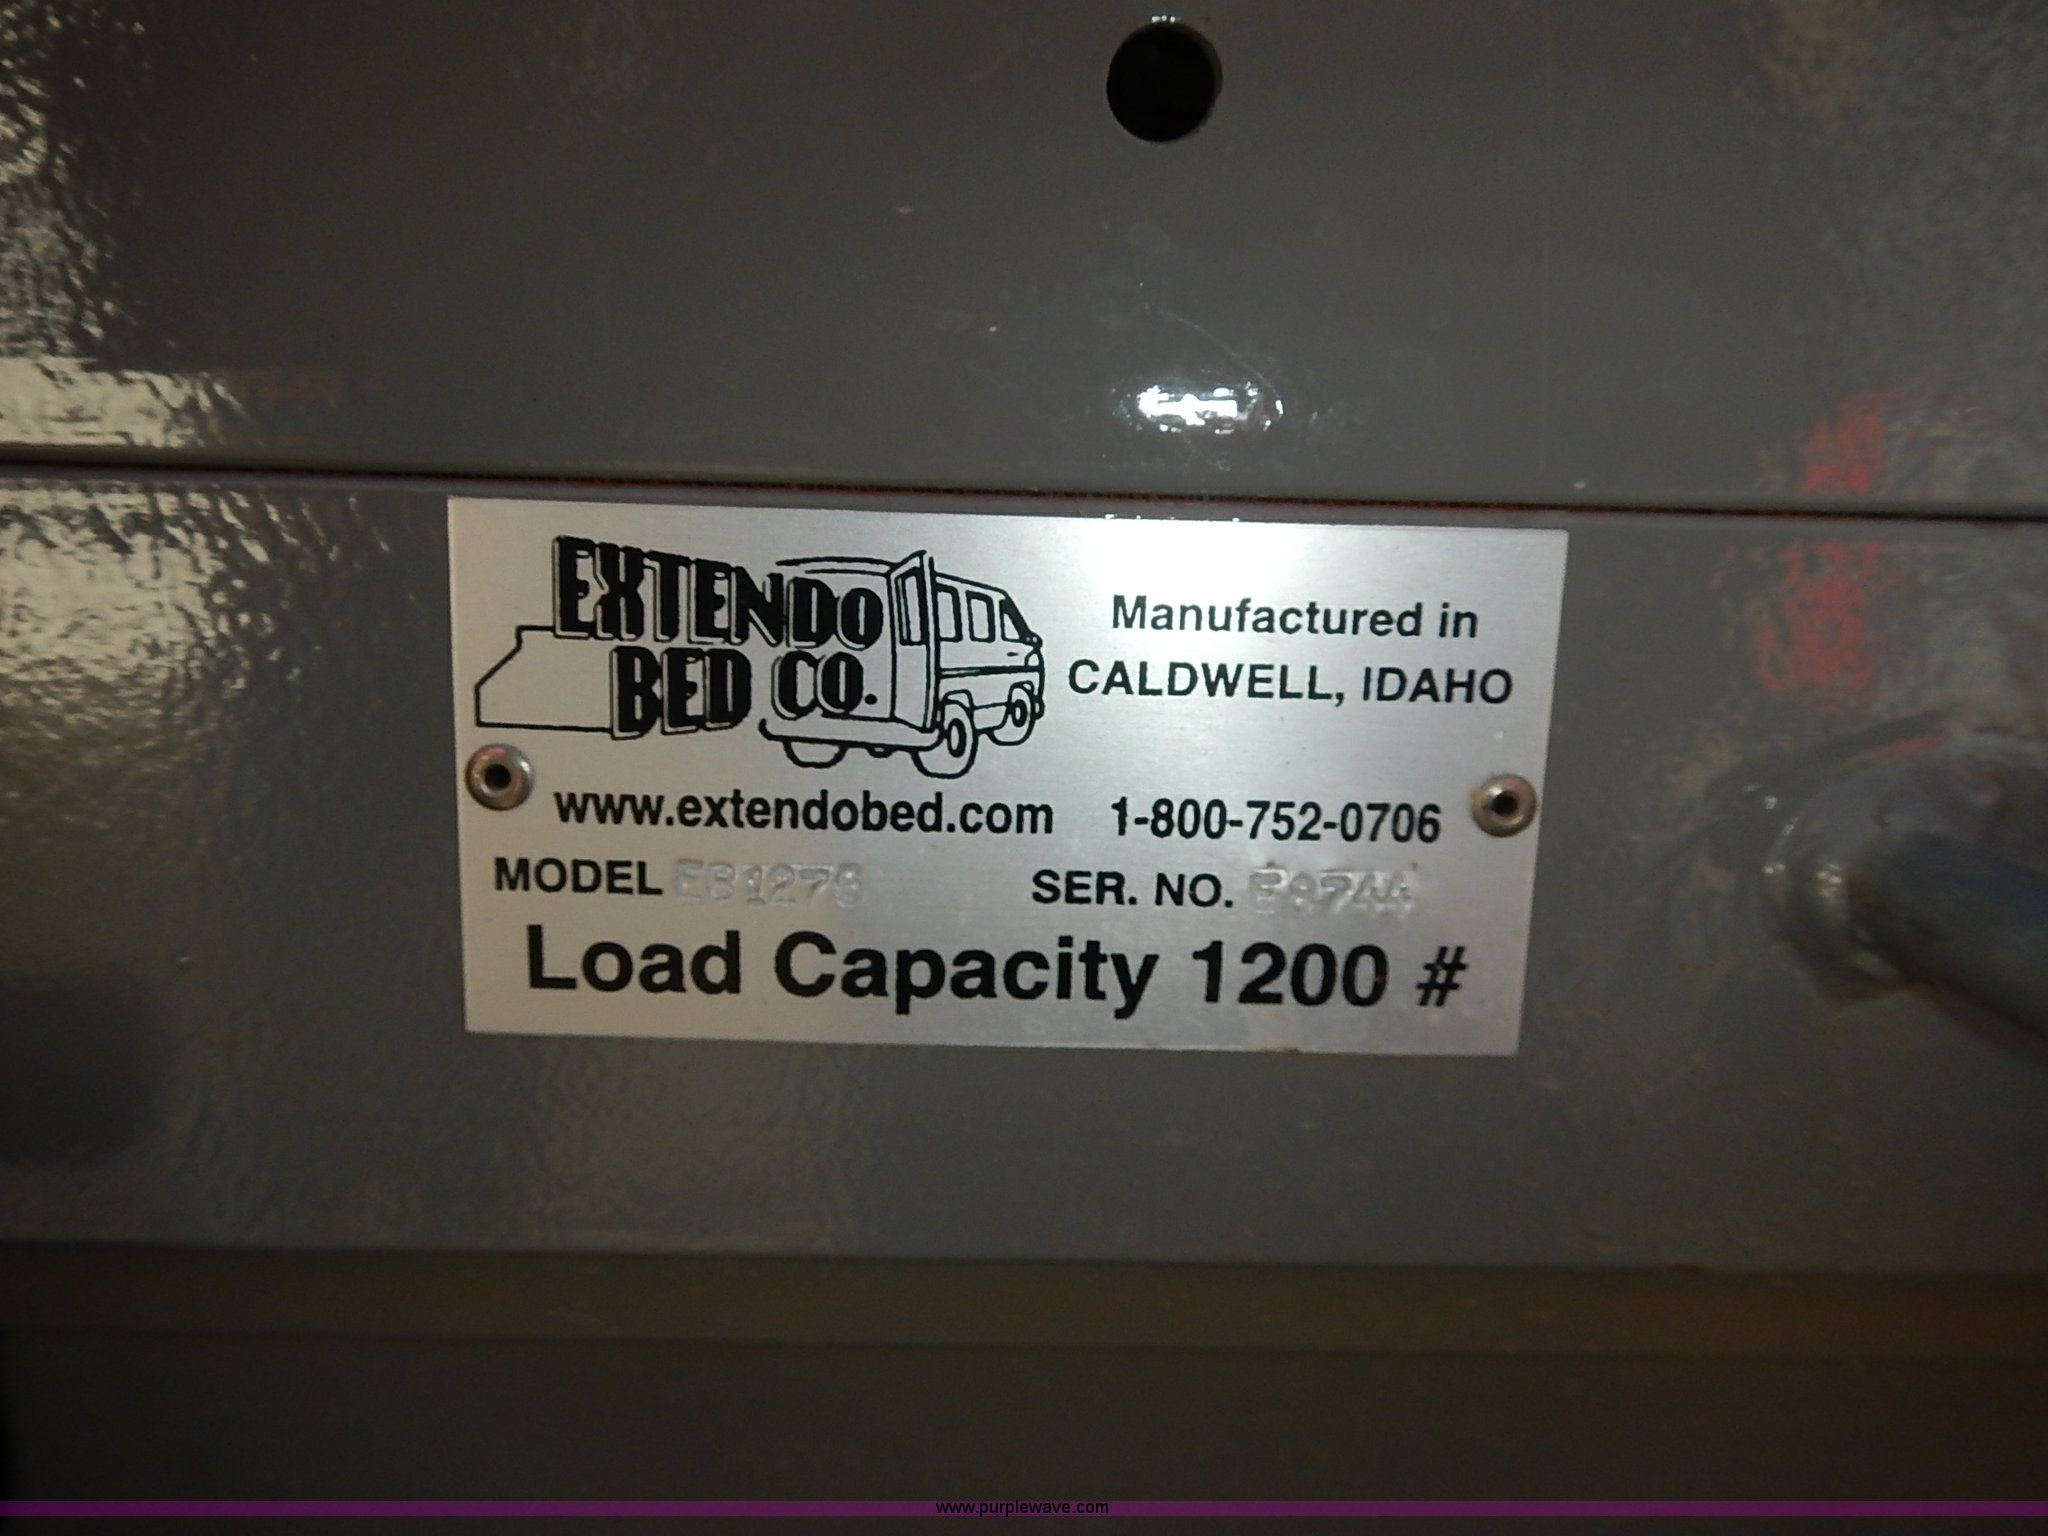 EXTENDO
BED CO.
Manufactured in
CALDWELL, IDAHO
www.extendobed.com 1-800-752-0706
MODEL EB1275 SER. NO.
Load Capacity 1200 #
www.purplewave.com